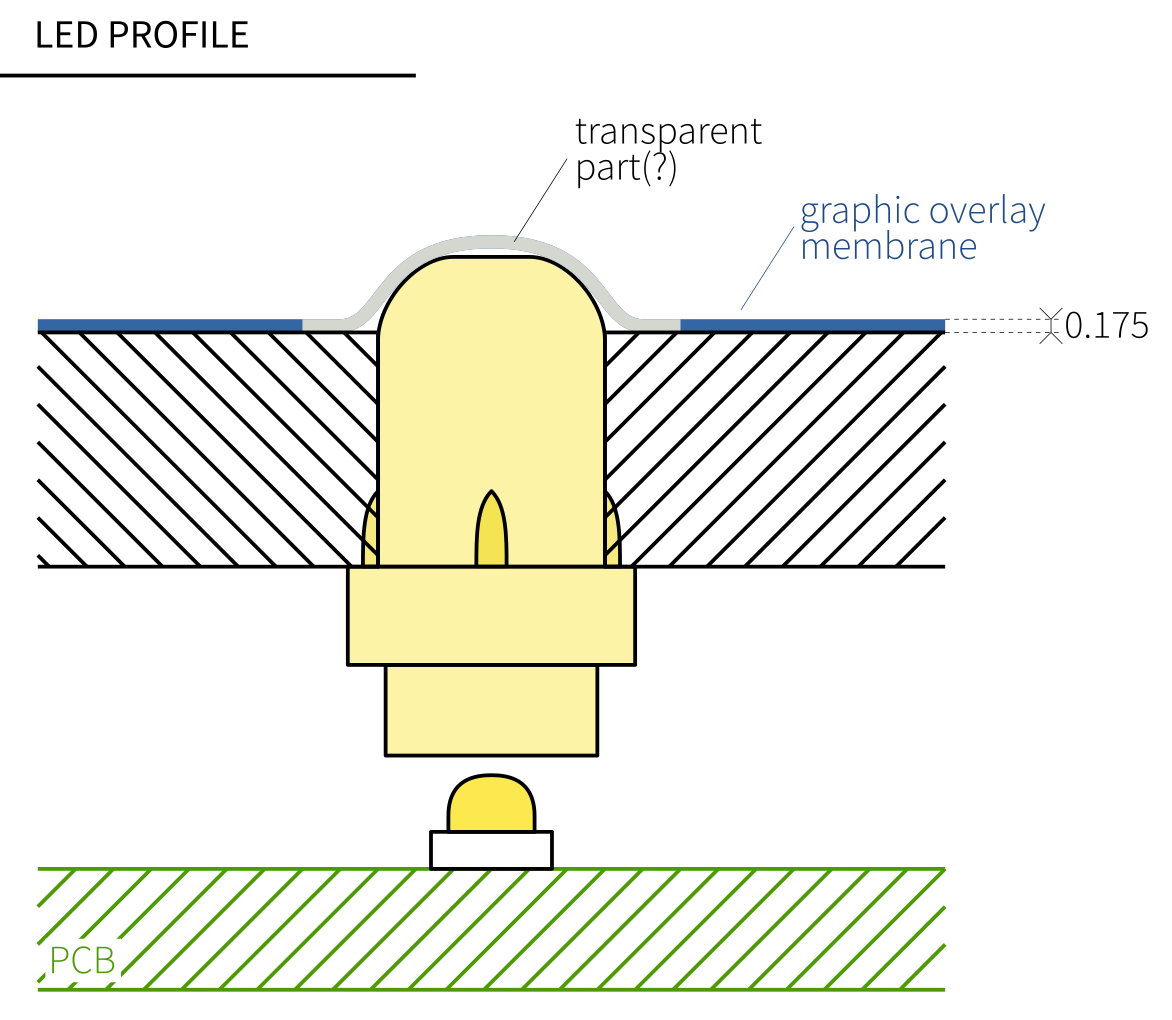 LED PROFILE
transparent
part(?)
graphic overlay
membrane
0.175
PCB